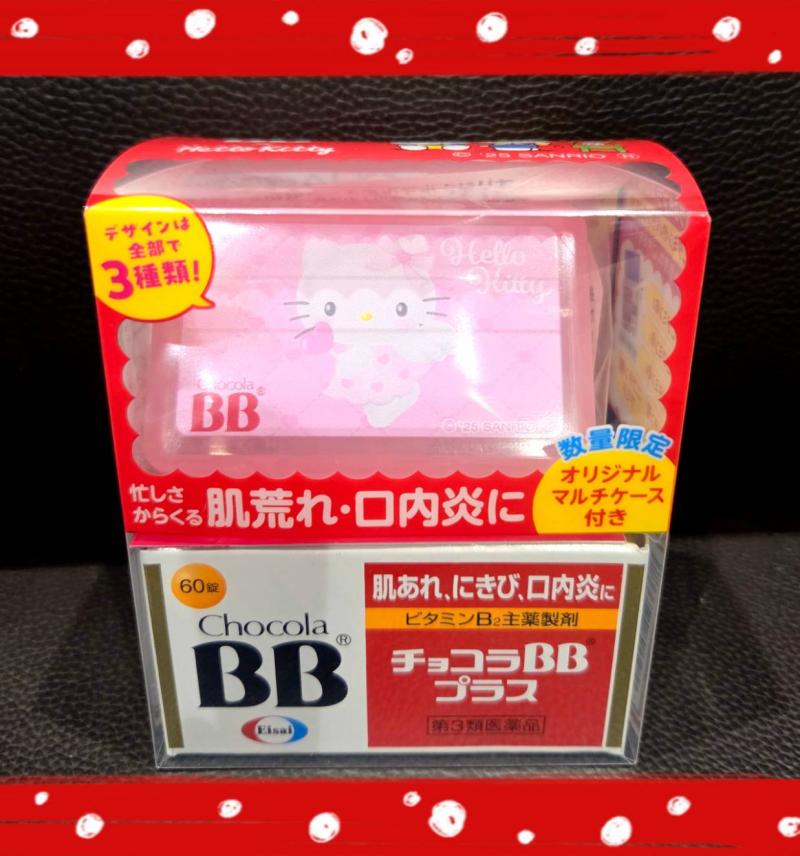 Hello Kitty
© '25 SANRIO ®
デザインは
全部で
3種類!
Hello
Kitty
Chocola
BB®
© '25 SANRIO
数量限定
オリジナル
マルチケース
付き
忙しさ
からくる
肌荒れ・口内炎に
60錠
Chocola
BB®
Eisai
肌あれ、にきび、口内炎に
ビタミンB₂主薬製剤
チョコラBB®
プラス
第3類医薬品